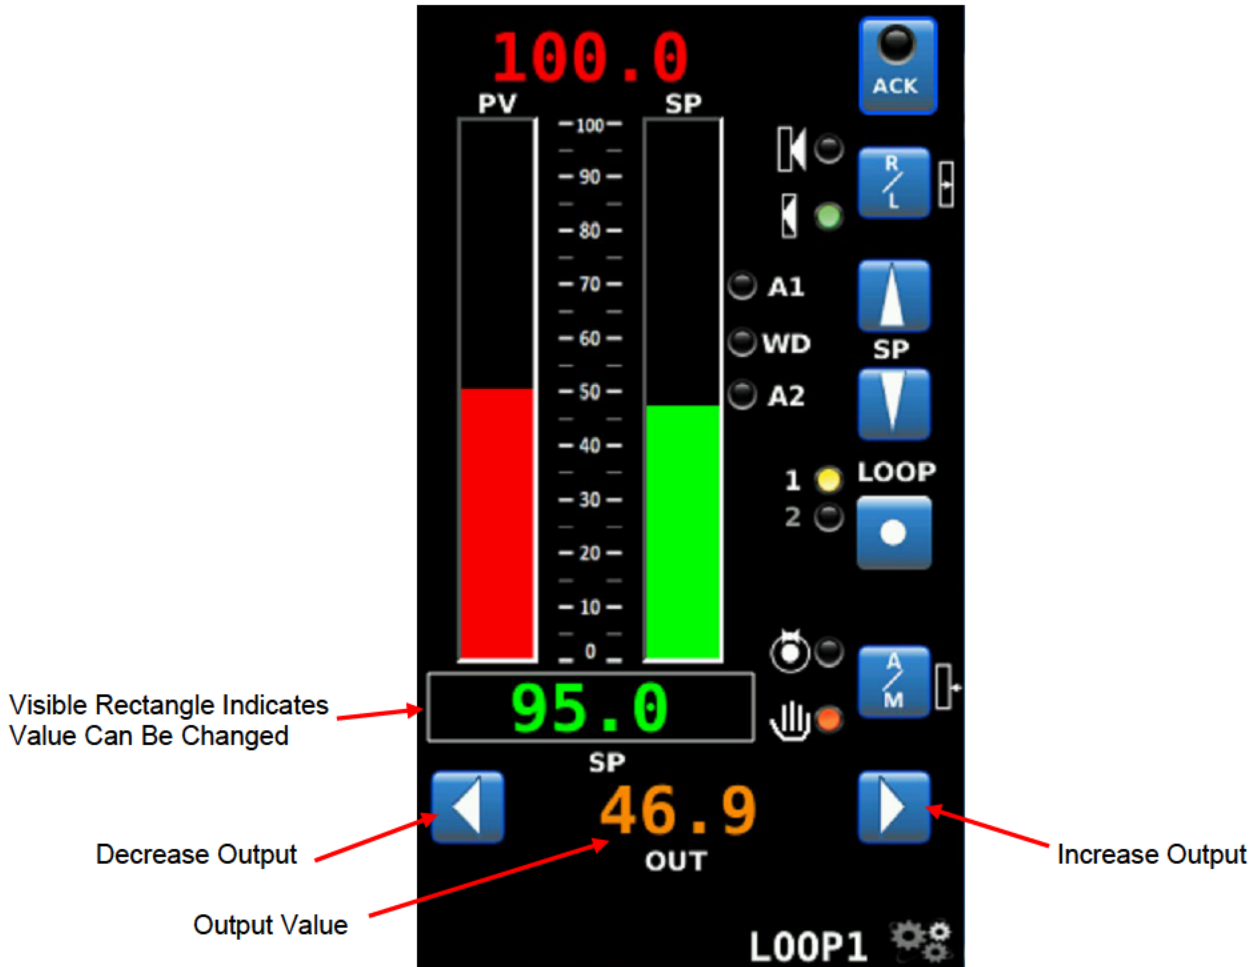 100.0
PV
SP
ACK
100
90
80
70
60
50
40
30
20
10
0
R
L
A1
WD
A2
SP
1
2
LOOP
A
M
95.0
SP
46.9
OUT
LOOP1
Visible Rectangle Indicates
Value Can Be Changed
Decrease Output
Output Value
Increase Output